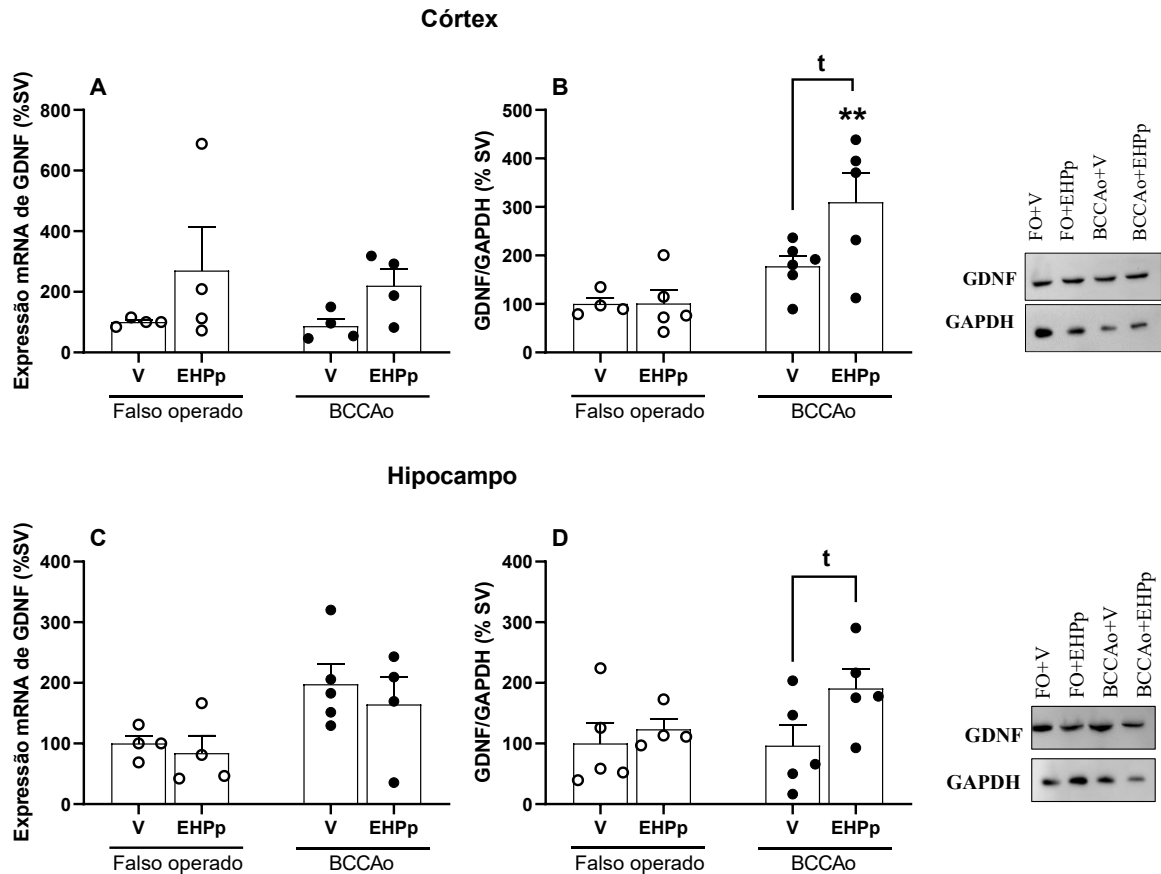 Córtex
A
Expressão mRNA de GDNF (%SV)
800
600
400
200
0
V
EHPp
V
EHPp
Falso operado
BCCAo
B
GDNF/GAPDH (% SV)
500
400
300
200
100
0
t
**
V
EHPp
V
EHPp
Falso operado
BCCAo
FO+V
FO+EHPp
BCCAo+V
BCCAo+EHPp
GDNF
GAPDH
Hipocampo
C
Expressão mRNA de GDNF (%SV)
400
300
200
100
0
V
EHPp
V
EHPp
Falso operado
BCCAo
D
GDNF/GAPDH (% SV)
400
300
200
100
0
t
V
EHPp
V
EHPp
Falso operado
BCCAo
FO+V
FO+EHPp
BCCAo+V
BCCAo+EHPp
GDNF
GAPDH